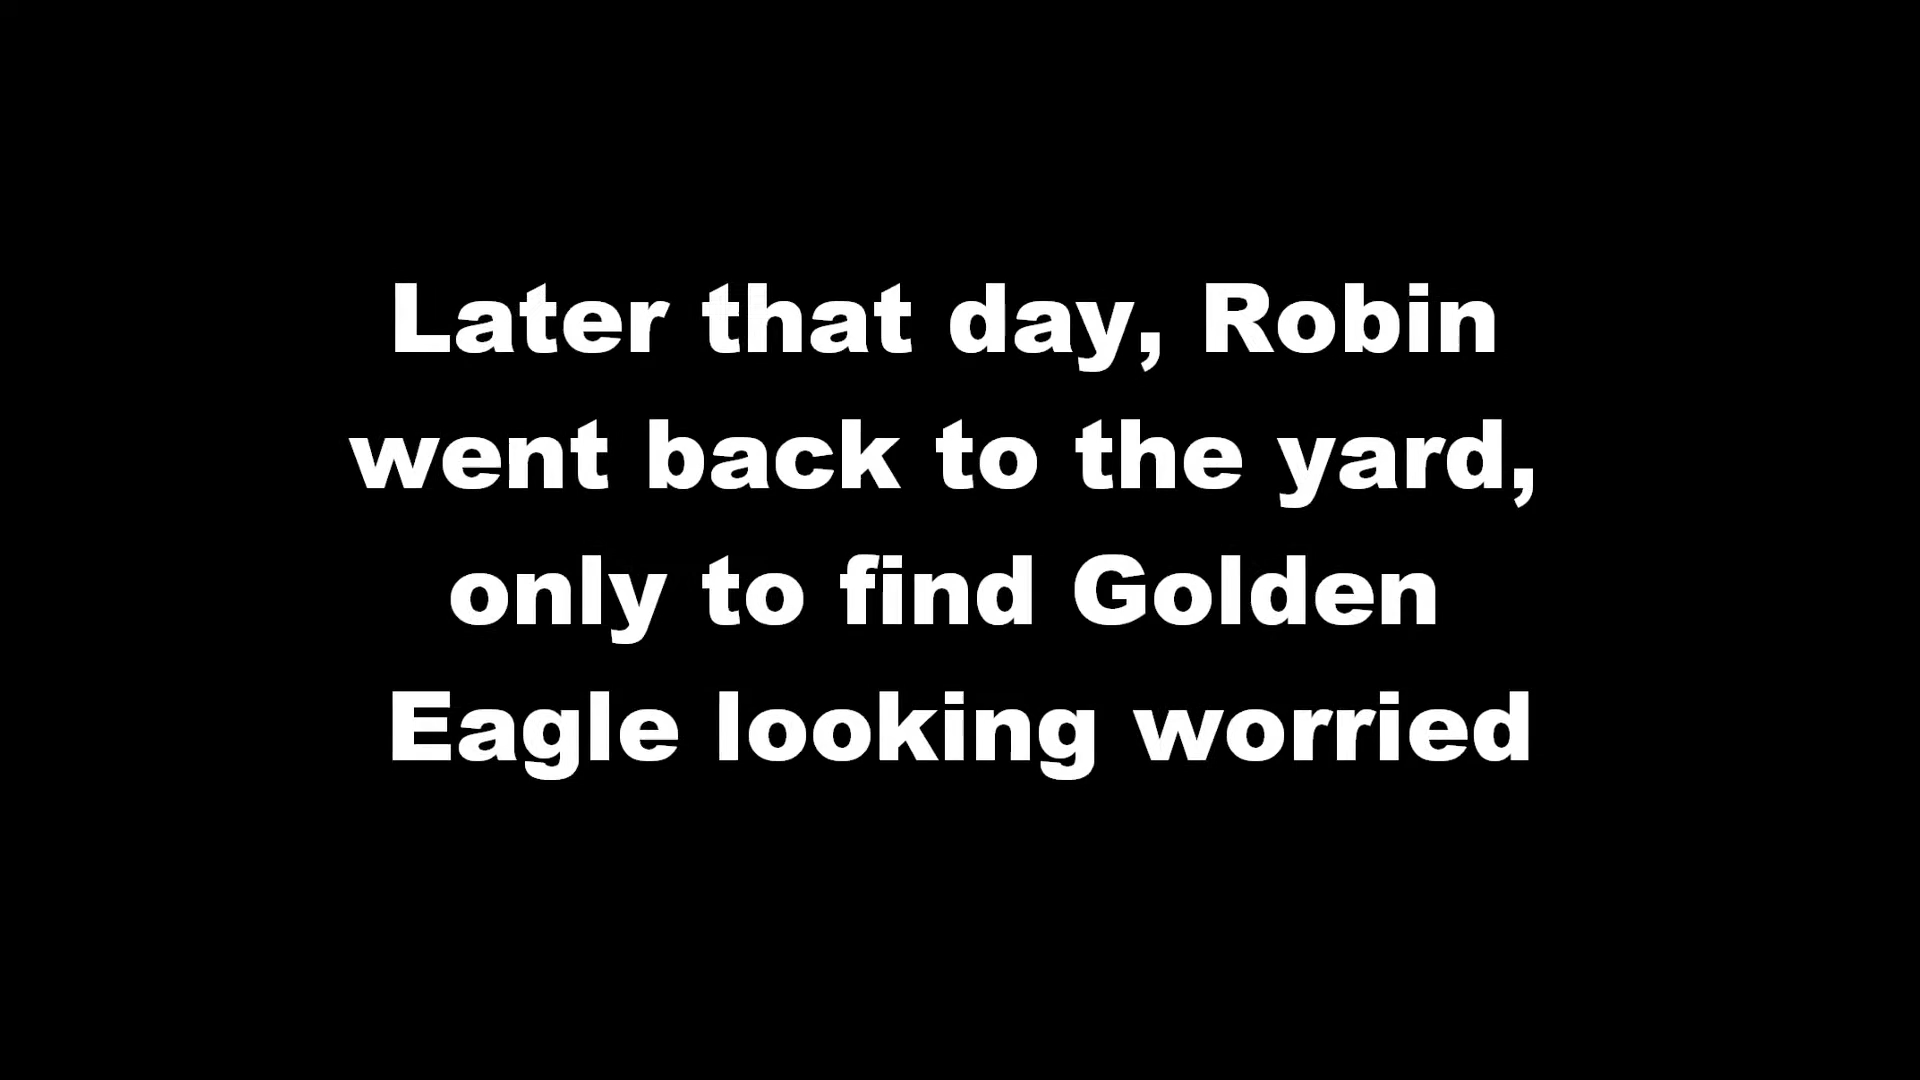 Later that day, Robin
went back to the yard,
only to find Golden
Eagle looking worried